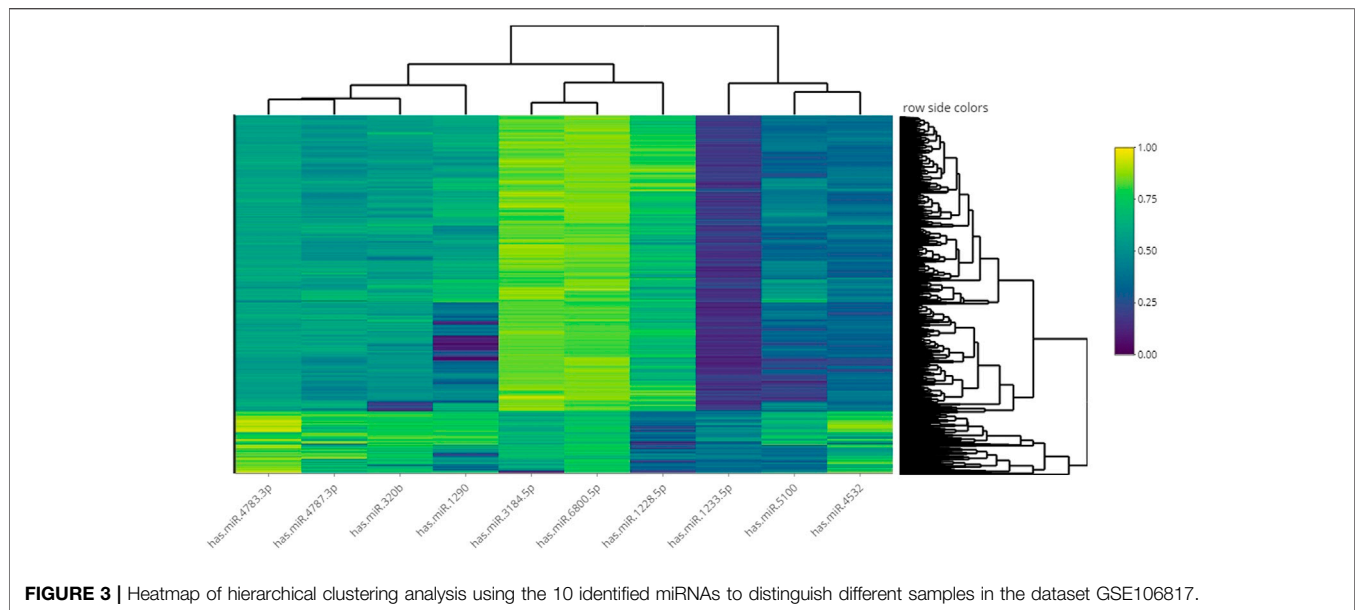 row side colors
1.00
0.75
0.50
0.25
0.00
has.miR.4783.3p
has.miR.4787.3p
has.miR.320b
has.miR.1290
has.miR.3184.5p
has.miR.6800.5p
has.miR.1228.5p
has.miR.1233.5p
has.miR.5100
has.miR.4532
FIGURE 3 | Heatmap of hierarchical clustering analysis using the 10 identified miRNAs to distinguish different samples in the dataset GSE106817.